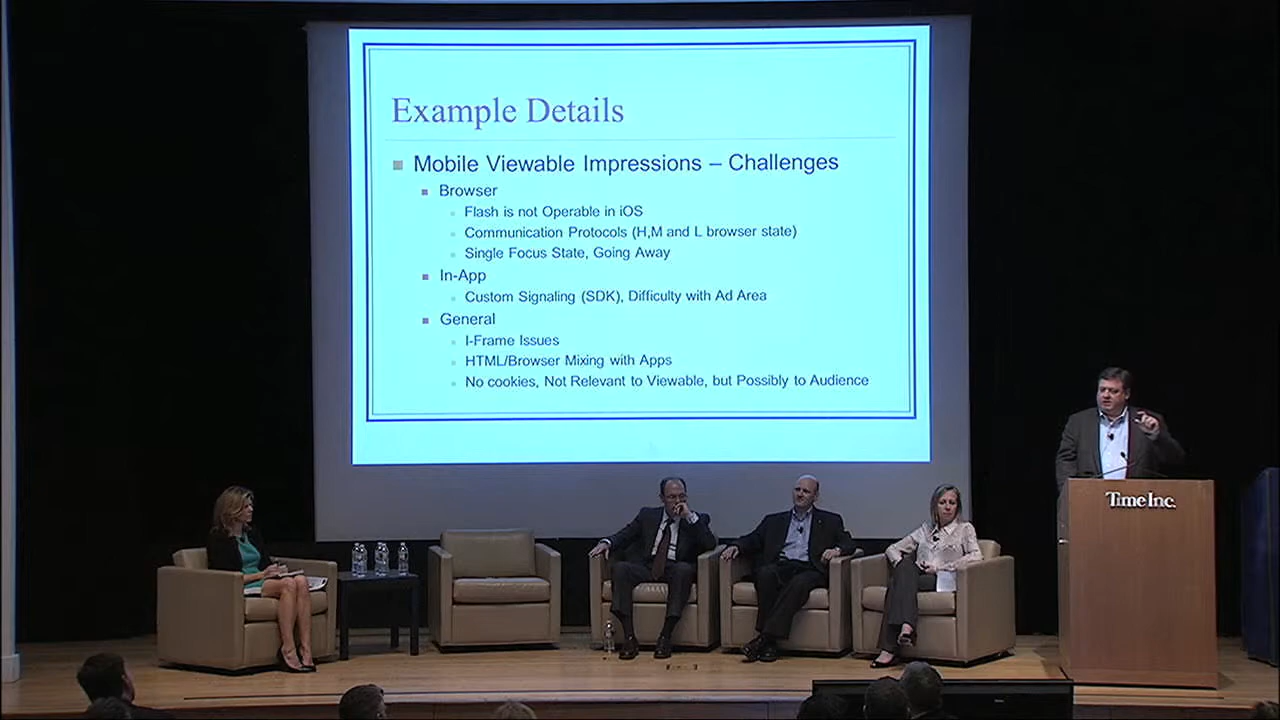 Example Details
Mobile Viewable Impressions – Challenges
Browser
Flash is not Operable in iOS
Communication Protocols (H,M and L browser state)
Single Focus State, Going Away
In-App
Custom Signaling (SDK), Difficulty with Ad Area
General
I-Frame Issues
HTML/Browser Mixing with Apps
No cookies, Not Relevant to Viewable, but Possibly to Audience
Time Inc.